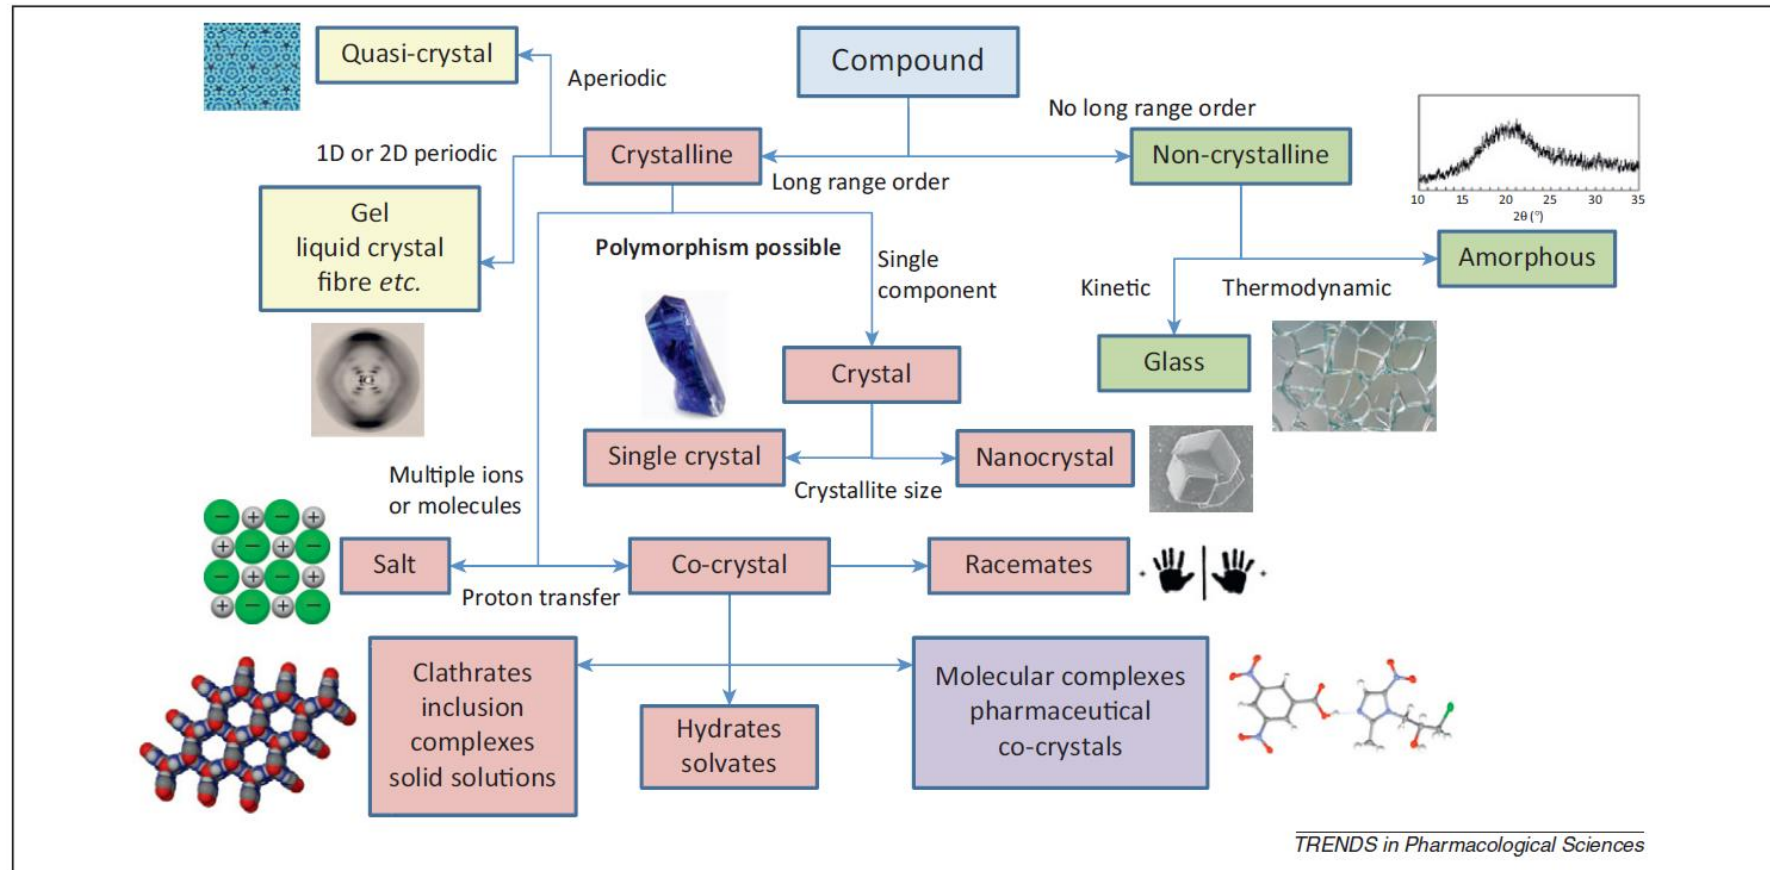 Quasi-crystal
Compound
Aperiodic
No long range order
1D or 2D periodic
Crystalline
Non-crystalline
Long range order
10 15 20 25 30 35
2θ (°)
Gel
liquid crystal
fibre etc.
Polymorphism possible
Single
component
Amorphous
Kinetic
Thermodynamic
Crystal
Glass
Single crystal
Nanocrystal
Crystallite size
Multiple ions
or molecules
− + − +
+ − + −
− + − +
+ − + −
Salt
Co-crystal
Racemates
Proton transfer
Clathrates
inclusion
complexes
solid solutions
Hydrates
solvates
Molecular complexes
pharmaceutical
co-crystals
TRENDS in Pharmacological Sciences